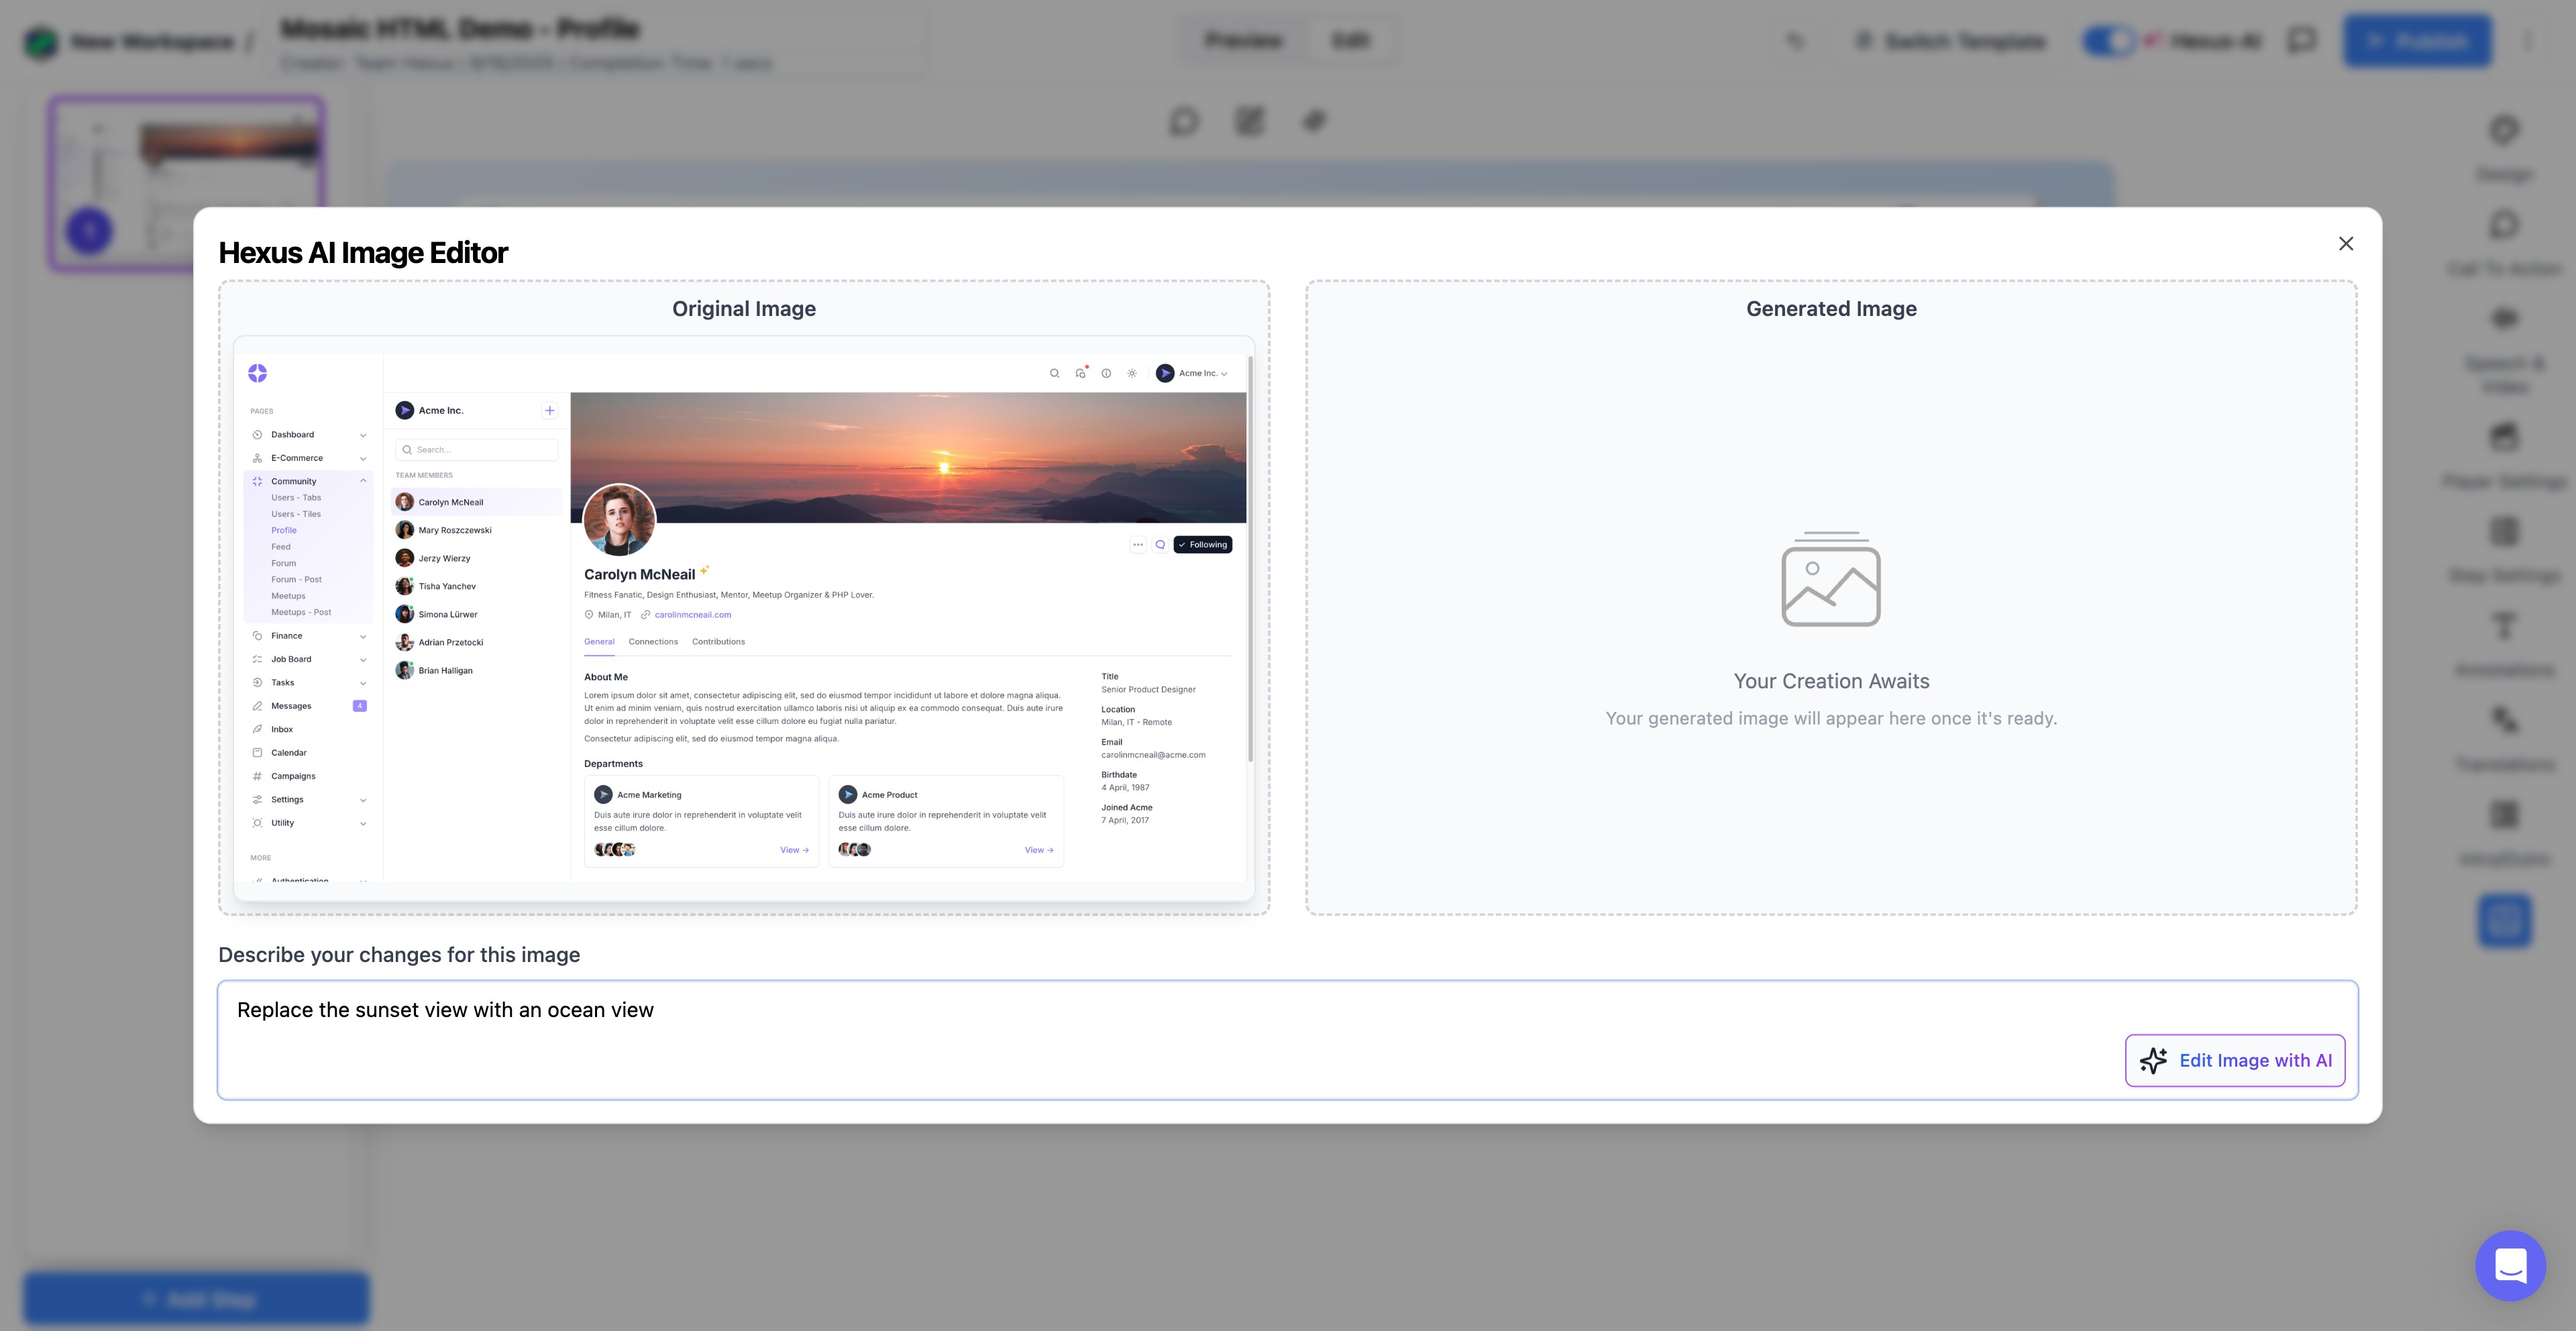 New Workspace /
Mosaic HTML Demo - Profile
Creator: Team Hexus | 9/16/2025 | Completion Time: 1 secs
Preview
Edit
Switch Template
Hexus-AI
Publish
Hexus AI Image Editor
Original Image
Acme Inc.
PAGES
Dashboard
E-Commerce
Community
Users - Tabs
Users - Tiles
Profile
Feed
Forum
Forum - Post
Meetups
Meetups - Post
Finance
Job Board
Tasks
Messages 4
Inbox
Calendar
Campaigns
Settings
Utility
MORE
Authentication
Acme Inc.
Search...
TEAM MEMBERS
Carolyn McNeail
Mary Roszczewski
Jerzy Wierzy
Tisha Yanchev
Simona Lürwer
Adrian Przetocki
Brian Halligan
Following
Carolyn McNeail
Fitness Fanatic, Design Enthusiast, Mentor, Meetup Organizer & PHP Lover.
Milan, IT carolinmcneail.com
General Connections Contributions
About Me
Lorem ipsum dolor sit amet, consectetur adipiscing elit, sed do eiusmod tempor incididunt ut labore et dolore magna aliqua.
Ut enim ad minim veniam, quis nostrud exercitation ullamco laboris nisi ut aliquip ex ea commodo consequat. Duis aute irure
dolor in reprehenderit in voluptate velit esse cillum dolore eu fugiat nulla pariatur.
Consectetur adipiscing elit, sed do eiusmod tempor magna aliqua.
Departments
Acme Marketing
Duis aute irure dolor in reprehenderit in voluptate velit
esse cillum dolore.
View ->
Acme Product
Duis aute irure dolor in reprehenderit in voluptate velit
esse cillum dolore.
View ->
Title
Senior Product Designer
Location
Milan, IT - Remote
Email
carolinmcneail@acme.com
Birthdate
4 April, 1987
Joined Acme
7 April, 2017
Generated Image
Your Creation Awaits
Your generated image will appear here once it's ready.
Describe your changes for this image
Replace the sunset view with an ocean view
Edit Image with AI
Design
Call To Action
Speech &
Video
Player Settings
Step Settings
Annotations
Translations
Intro/Outro
+ Add Step